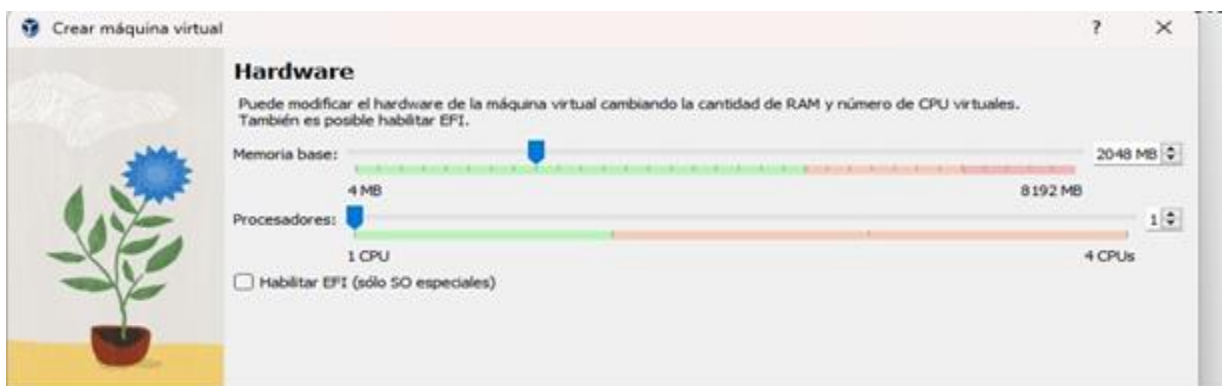 Crear máquina virtual
Hardware
Puede modificar el hardware de la máquina virtual cambiando la cantidad de RAM y número de CPU virtuales.
También es posible habilitar EFI.
Memoria base: 2048 MB
4 MB 8192 MB
Procesadores: 1
1 CPU 4 CPUs
Habilitar EFI (sólo SO especiales)